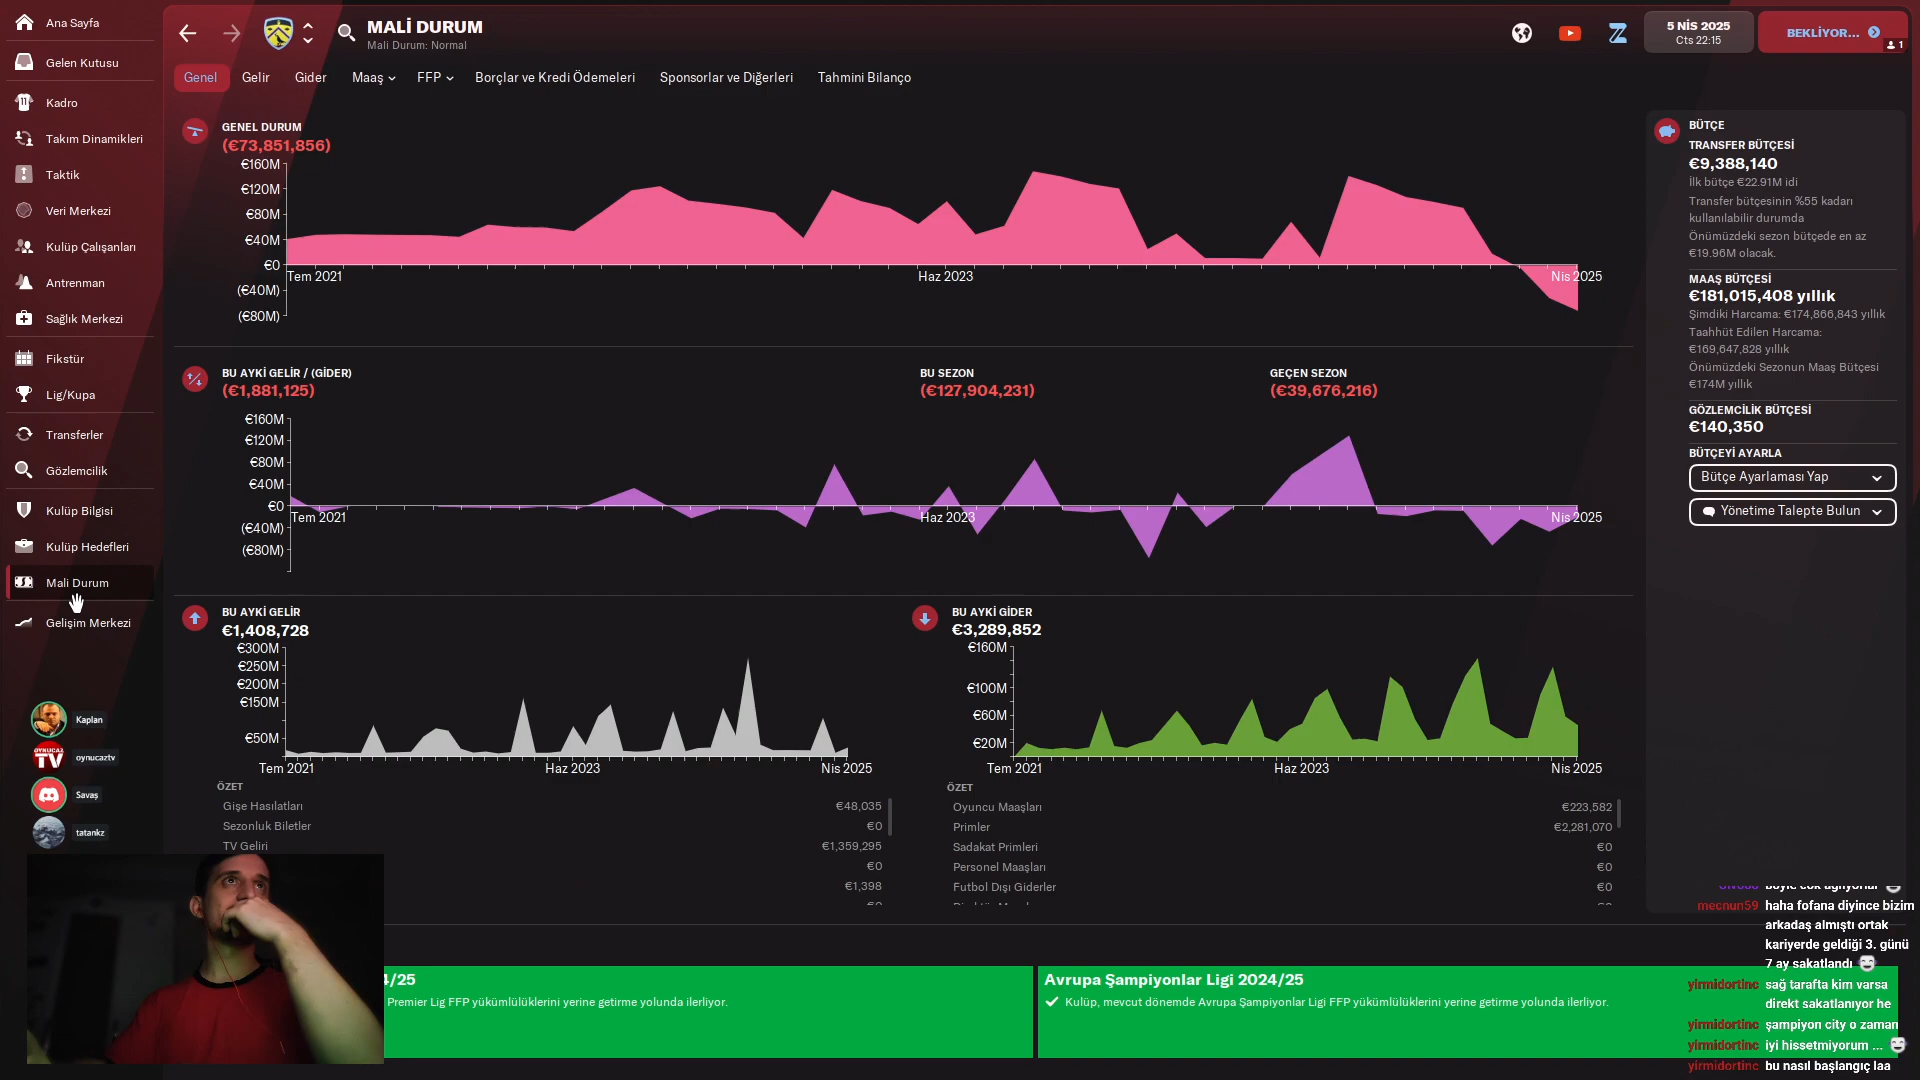 Ana Sayfa
Gelen Kutusu
Kadro
Takım Dinamikleri
Taktik
Veri Merkezi
Kulüp Çalışanları
Antrenman
Sağlık Merkezi
Fikstür
Lig/Kupa
Transferler
Gözlemcilik
Kulüp Bilgisi
Kulüp Hedefleri
Mali Durum
Gelişim Merkezi
Kaplan
OYNUCAZ TV
oynucaztv
Savaş
tatankz
MALİ DURUM
Mali Durum: Normal
5 NİS 2025
Cts 22:15
BEKLİYOR...
1
Genel
Gelir
Gider
Maaş
FFP
Borçlar ve Kredi Ödemeleri
Sponsorlar ve Diğerleri
Tahmini Bilanço
GENEL DURUM
(€73,851,856)
€160M
€120M
€80M
€40M
€0
(€40M)
(€80M)
Tem 2021
Haz 2023
Nis 2025
BU AYKİ GELİR / (GİDER)
(€1,881,125)
BU SEZON
(€127,904,231)
GEÇEN SEZON
(€39,676,216)
€160M
€120M
€80M
€40M
€0
(€40M)
(€80M)
Tem 2021
Haz 2023
Nis 2025
BU AYKİ GELİR
€1,408,728
€300M
€250M
€200M
€150M
€50M
Tem 2021
Haz 2023
Nis 2025
ÖZET
Gişe Hasılatları €48,035
Sezonluk Biletler €0
TV Geliri €1,359,295
€0
€1,398
BU AYKİ GİDER
€3,289,852
€160M
€100M
€60M
€20M
Tem 2021
Haz 2023
Nis 2025
ÖZET
Oyuncu Maaşları €223,582
Primler €2,281,070
Sadakat Primleri €0
Personel Maaşları €0
Futbol Dışı Giderler €0
BÜTÇE
TRANSFER BÜTÇESİ
€9,388,140
İlk bütçe €22.91M idi
Transfer bütçesinin %55 kadarı
kullanılabilir durumda
Önümüzdeki sezon bütçede en az
€19.96M olacak.
MAAŞ BÜTÇESİ
€181,015,408 yıllık
Şimdiki Harcama: €174,866,843 yıllık
Taahhüt Edilen Harcama:
€169,647,828 yıllık
Önümüzdeki Sezonun Maaş Bütçesi
€174M yıllık
GÖZLEMCİLİK BÜTÇESİ
€140,350
BÜTÇEYİ AYARLA
Bütçe Ayarlaması Yap
Yönetime Talepte Bulun
4/25
Premier Lig FFP yükümlülüklerini yerine getirme yolunda ilerliyor.
Avrupa Şampiyonlar Ligi 2024/25
Kulüp, mevcut dönemde Avrupa Şampiyonlar Ligi FFP yükümlülüklerini yerine getirme yolunda ilerliyor.
mecnun59 haha fofana diyince bizim
arkadaş almıştı ortak
kariyerde geldiği 3. günü
7 ay sakatlandı
yirmidortinc sağ tarafta kim varsa
direkt sakatlanıyor he
yirmidortinc şampiyon city o zaman
yirmidortinc iyi hissetmiyorum ...
yirmidortinc bu nasıl başlangıç laa